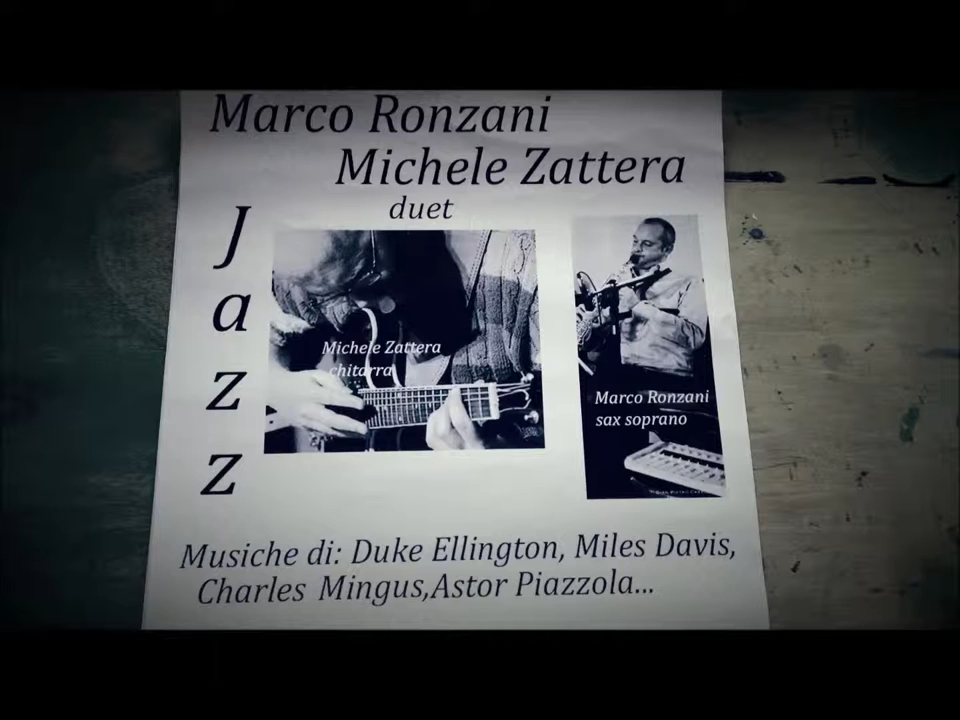 Marco Ronzani
Michele Zattera
duet
Jazz
Michele Zattera
chitarra
Marco Ronzani
sax soprano
Musiche di: Duke Ellington, Miles Davis,
Charles Mingus,Astor Piazzola...